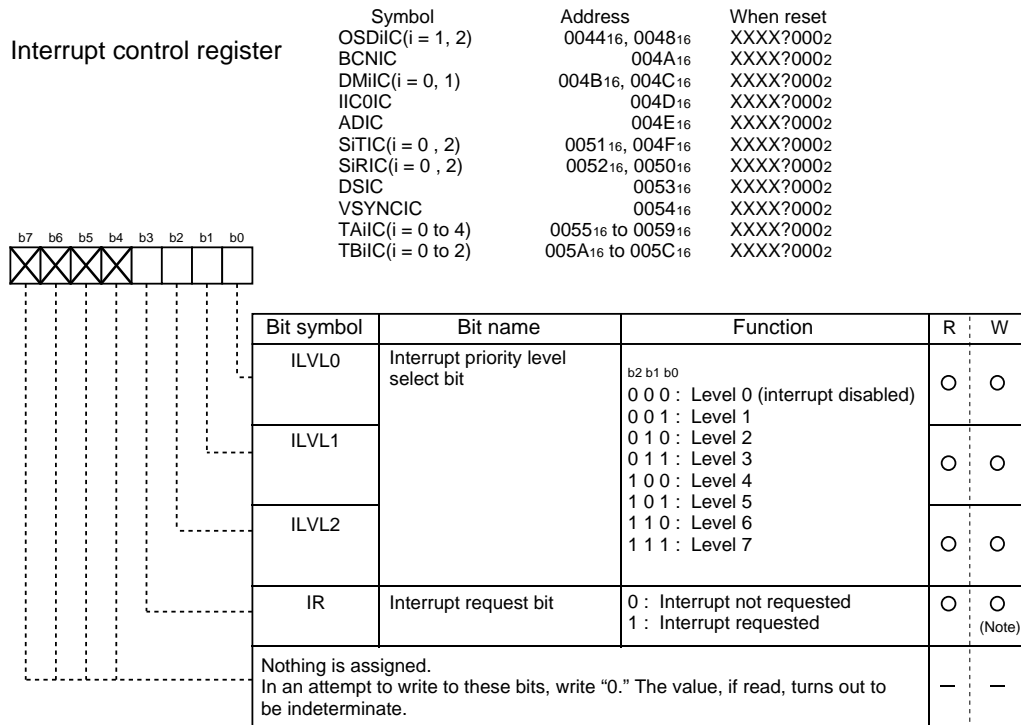 Interrupt control register
Symbol Address When reset
OSDiIC(i = 1, 2) 004416, 004816 XXXX?0002
BCNIC 004A16 XXXX?0002
DMiIC(i = 0, 1) 004B16, 004C16 XXXX?0002
IIC0IC 004D16 XXXX?0002
ADIC 004E16 XXXX?0002
SiTIC(i = 0 , 2) 005116, 004F16 XXXX?0002
SiRIC(i = 0 , 2) 005216, 005016 XXXX?0002
DSIC 005316 XXXX?0002
VSYNCIC 005416 XXXX?0002
TAiIC(i = 0 to 4) 005516 to 005916 XXXX?0002
TBiIC(i = 0 to 2) 005A16 to 005C16 XXXX?0002
b7 b6 b5 b4 b3 b2 b1 b0
Bit symbol Bit name Function R W
ILVL0 Interrupt priority level
select bit
b2 b1 b0
0 0 0 : Level 0 (interrupt disabled)
0 0 1 : Level 1
ILVL1
0 1 0 : Level 2
0 1 1 : Level 3
1 0 0 : Level 4
1 0 1 : Level 5
ILVL2
1 1 0 : Level 6
1 1 1 : Level 7
IR Interrupt request bit 0 : Interrupt not requested
1 : Interrupt requested
(Note)
Nothing is assigned.
In an attempt to write to these bits, write “0.” The value, if read, turns out to
be indeterminate.